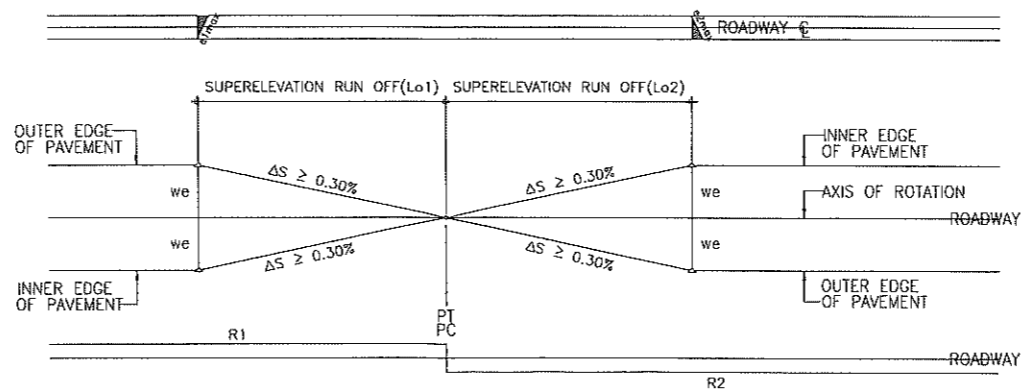 e1max
e2max
ROADWAY ℄
SUPERELEVATION RUN OFF(Lo1)
SUPERELEVATION RUN OFF(Lo2)
OUTER EDGE
OF PAVEMENT
INNER EDGE
OF PAVEMENT
ΔS ≥ 0.30%
ΔS ≥ 0.30%
we
we
AXIS OF ROTATION
ROADWAY
we
we
ΔS ≥ 0.30%
ΔS ≥ 0.30%
INNER EDGE
OF PAVEMENT
OUTER EDGE
OF PAVEMENT
PT
PC
R1
ROADWAY
R2